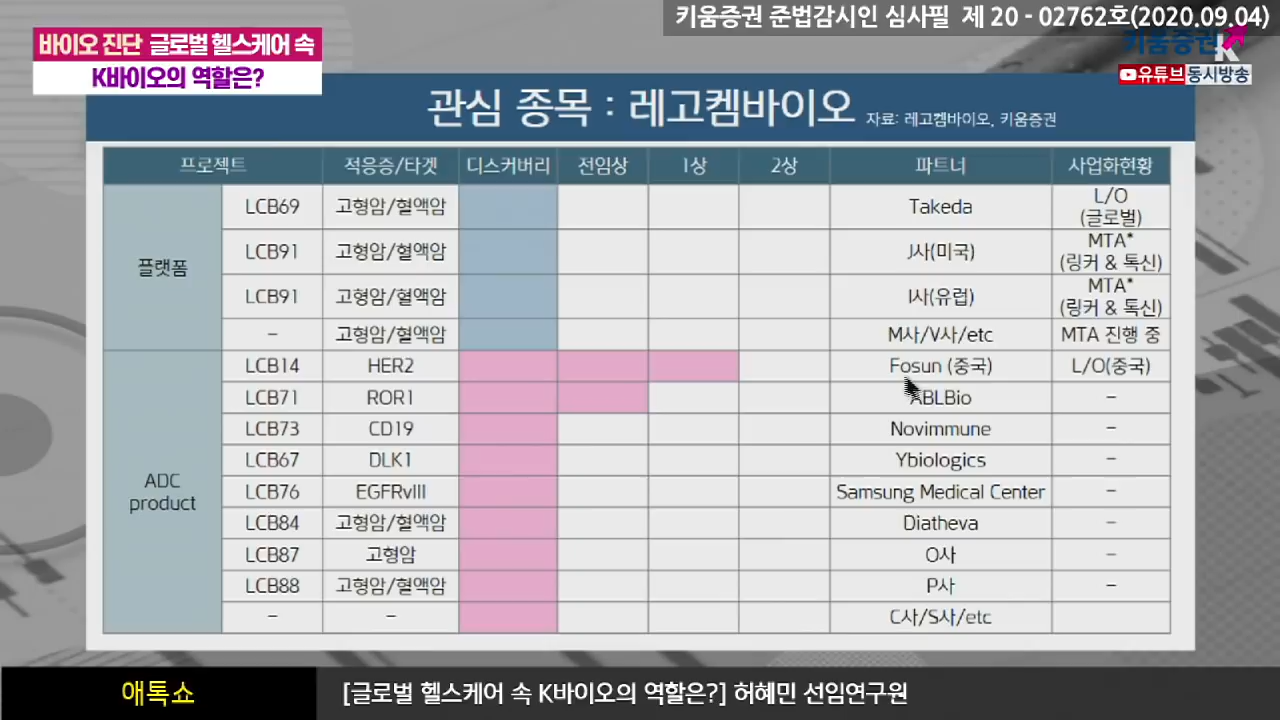 키움증권 준법감시인 심사필 제 20 - 02762호(2020.09.04)
바이오 진단 글로벌 헬스케어 속
K바이오의 역할은?
키움증권
유튜브동시방송
관심 종목 : 레고켐바이오 자료: 레고켐바이오, 키움증권
프로젝트 적응증/타겟 디스커버리 전임상 1상 2상 파트너 사업화현황
플랫폼
LCB69 고형암/혈액암 Takeda L/O
(글로벌)
LCB91 고형암/혈액암 J사(미국) MTA*
(링커 & 톡신)
LCB91 고형암/혈액암 I사(유럽) MTA*
(링커 & 톡신)
– 고형암/혈액암 M사/V사/etc MTA 진행 중
ADC
product
LCB14 HER2 Fosun (중국) L/O(중국)
LCB71 ROR1 ABLBio –
LCB73 CD19 Novimmune –
LCB67 DLK1 Ybiologics –
LCB76 EGFRvIII Samsung Medical Center –
LCB84 고형암/혈액암 Diatheva –
LCB87 고형암 O사 –
LCB88 고형암/혈액암 P사 –
– – C사/S사/etc
애톡쇼
[글로벌 헬스케어 속 K바이오의 역할은?] 허혜민 선임연구원